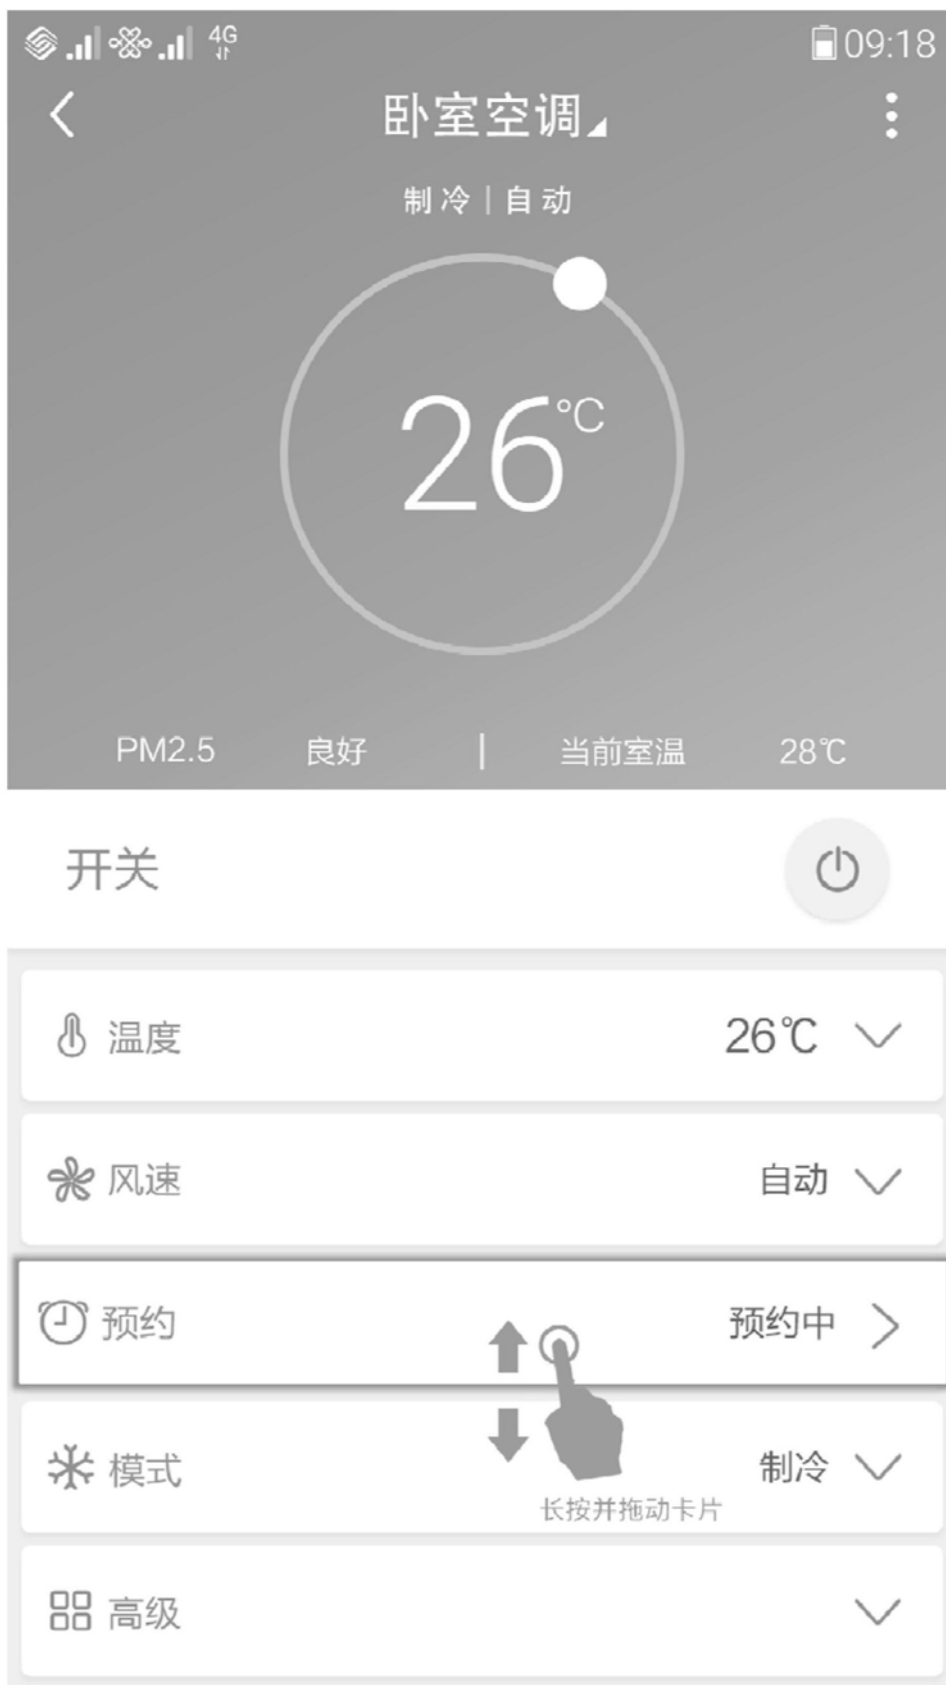 4G 09:18
卧室空调
制冷|自动
26℃
PM2.5 良好 | 当前室温 28℃
开关
温度 26℃
风速 自动
预约 预约中
模式 制冷
长按并拖动卡片
高级